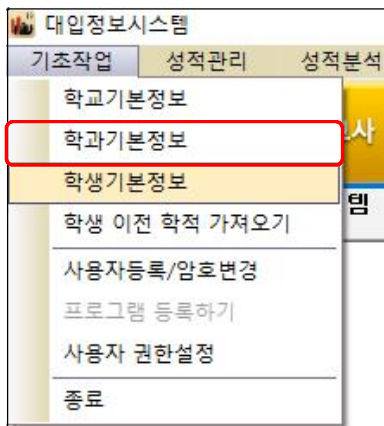 대입정보시스템
기초작업 성적관리 성적분석
학교기본정보
학과기본정보
사
학생기본정보
템
학생 이전 학적 가져오기
사용자등록/암호변경
프로그램 등록하기
사용자 권한설정
종료